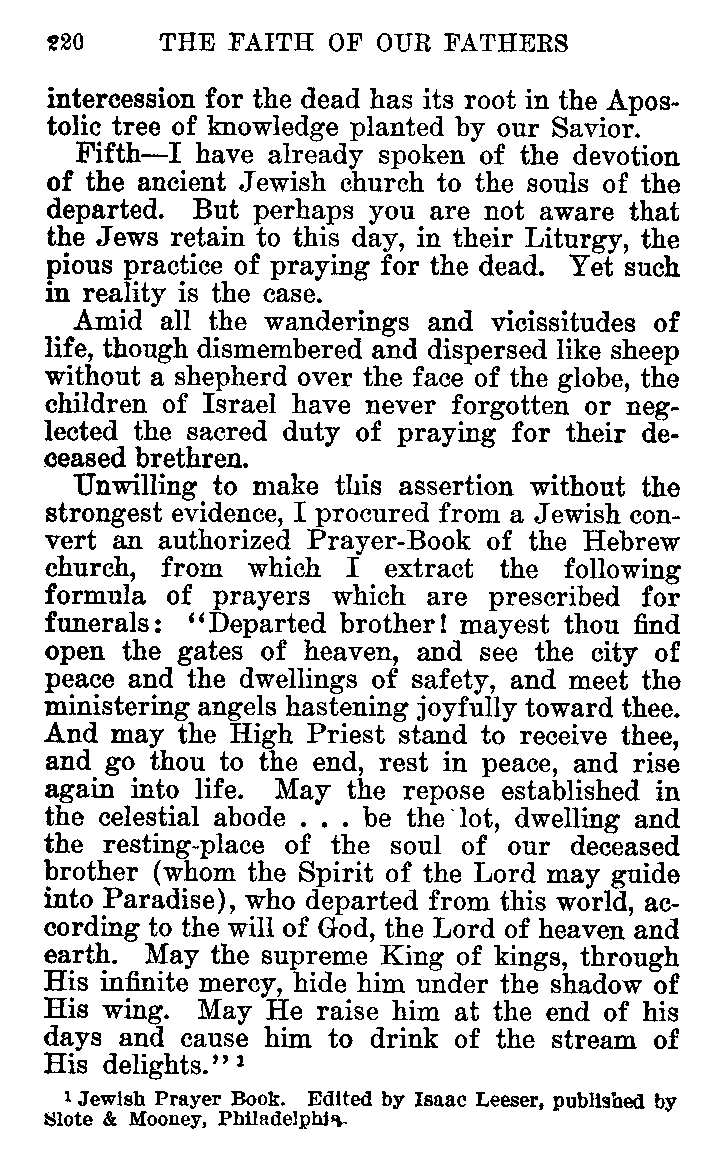 220 THE FAITH OF OUR FATHERS
intercession for the dead has its root in the Apos-
tolic tree of knowledge planted by our Savior.
Fifth—I have already spoken of the devotion
of the ancient Jewish church to the souls of the
departed. But perhaps you are not aware that
the Jews retain to this day, in their Liturgy, the
pious practice of praying for the dead. Yet such
in reality is the case.
Amid all the wanderings and vicissitudes of
life, though dismembered and dispersed like sheep
without a shepherd over the face of the globe, the
children of Israel have never forgotten or neg-
lected the sacred duty of praying for their de-
ceased brethren.
Unwilling to make this assertion without the
strongest evidence, I procured from a Jewish con-
vert an authorized Prayer-Book of the Hebrew
church, from which I extract the following
formula of prayers which are prescribed for
funerals: “Departed brother! mayest thou find
open the gates of heaven, and see the city of
peace and the dwellings of safety, and meet the
ministering angels hastening joyfully toward thee.
And may the High Priest stand to receive thee,
and go thou to the end, rest in peace, and rise
again into life. May the repose established in
the celestial abode . . . be the lot, dwelling and
the resting-place of the soul of our deceased
brother (whom the Spirit of the Lord may guide
into Paradise), who departed from this world, ac-
cording to the will of God, the Lord of heaven and
earth. May the supreme King of kings, through
His infinite mercy, hide him under the shadow of
His wing. May He raise him at the end of his
days and cause him to drink of the stream of
His delights.” ¹
¹ Jewish Prayer Book. Edited by Isaac Leeser, published by
Slote & Mooney, Philadelphia.